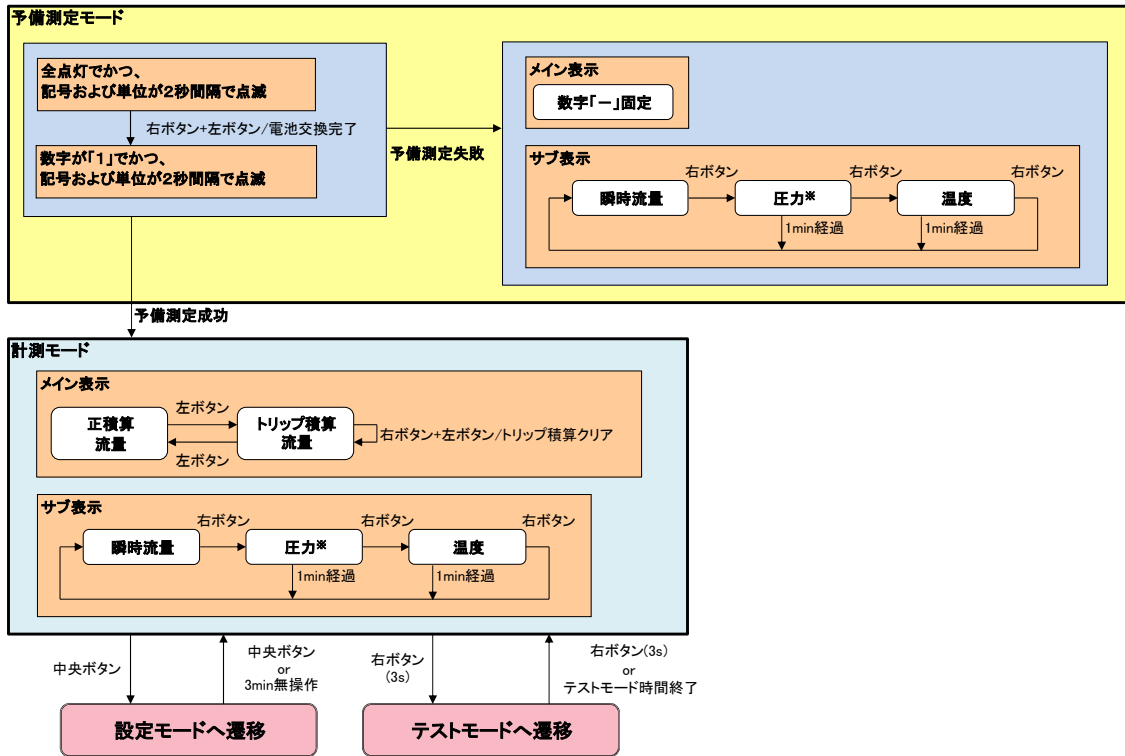 予備測定モード
全点灯でかつ、
記号および単位が2秒間隔で点滅
右ボタン+左ボタン/電池交換完了
数字が「1」でかつ、
記号および単位が2秒間隔で点滅
予備測定失敗
メイン表示
数字「－」固定
サブ表示
右ボタン
右ボタン
右ボタン
瞬時流量
圧力※
温度
1min経過
1min経過
予備測定成功
計測モード
メイン表示
正積算
流量
左ボタン
左ボタン
トリップ積算
流量
右ボタン+左ボタン/トリップ積算クリア
サブ表示
右ボタン
右ボタン
右ボタン
瞬時流量
圧力※
温度
1min経過
1min経過
中央ボタン
中央ボタン
or
3min無操作
右ボタン
(3s)
右ボタン(3s)
or
テストモード時間終了
設定モードへ遷移
テストモードへ遷移